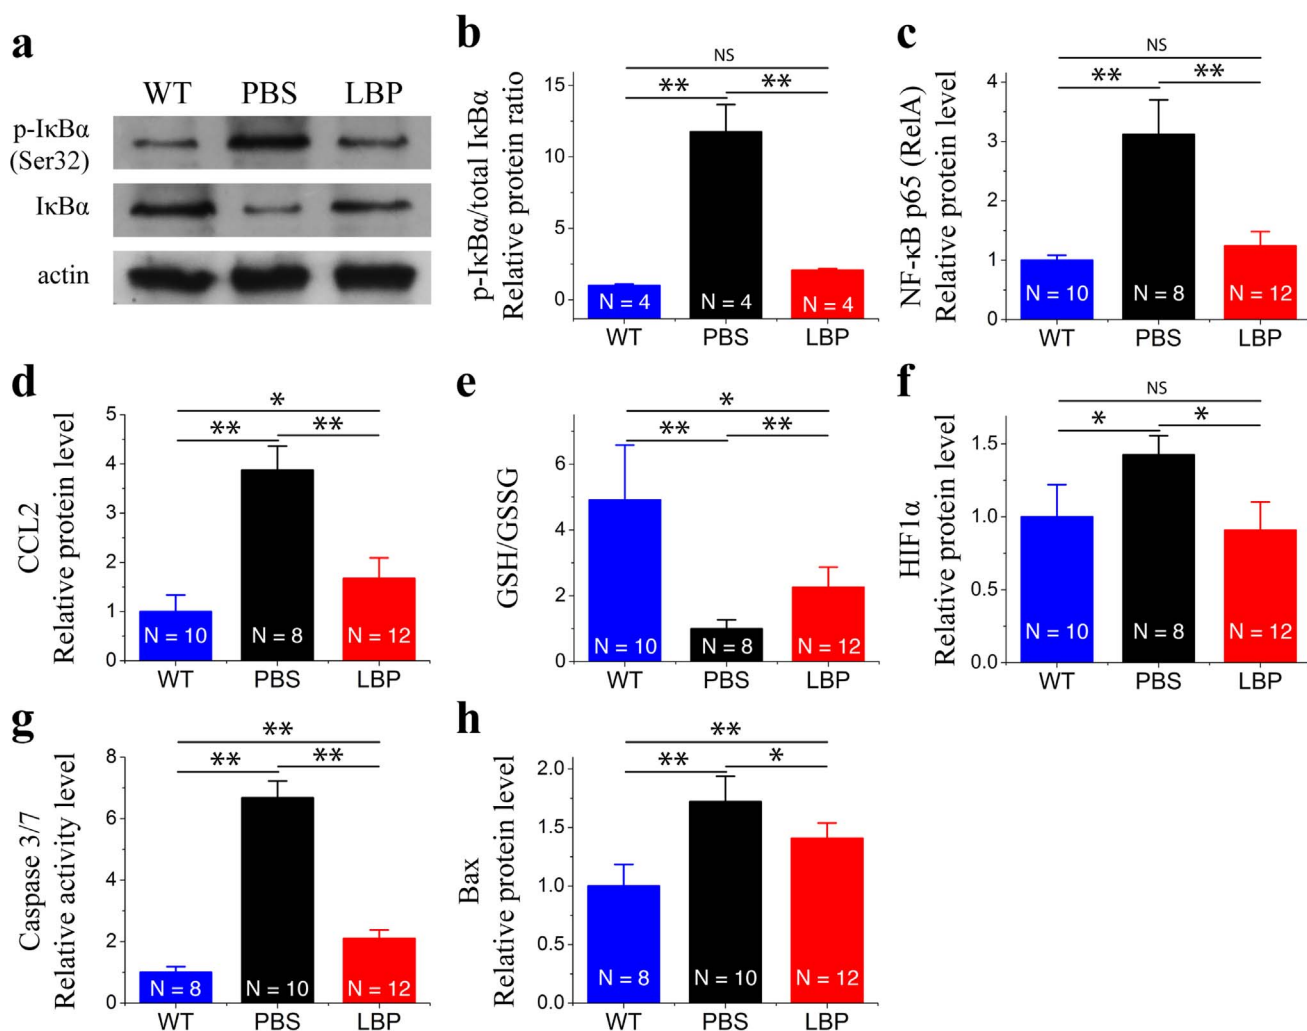 a
WT PBS LBP
p-IκBα
(Ser32)
IκBα
actin
b
p-IκBα/total IκBα
Relative protein ratio
NS
** **
15
10
5
0
N = 4 N = 4 N = 4
WT PBS LBP
c
NF-κB p65 (RelA)
Relative protein level
NS
** **
4
3
2
1
0
N = 10 N = 8 N = 12
WT PBS LBP
d
CCL2
Relative protein level
*
** **
5
4
3
2
1
0
N = 10 N = 8 N = 12
WT PBS LBP
e
GSH/GSSG
*
** **
6
4
2
0
N = 10 N = 8 N = 12
WT PBS LBP
f
HIF1α
Relative protein level
NS
* *
1.5
1.0
0.5
0.0
N = 10 N = 8 N = 12
WT PBS LBP
g
Caspase 3/7
Relative activity level
**
** **
8
6
4
2
0
N = 8 N = 10 N = 12
WT PBS LBP
h
Bax
Relative protein level
**
** *
2.0
1.5
1.0
0.5
0.0
N = 8 N = 10 N = 12
WT PBS LBP